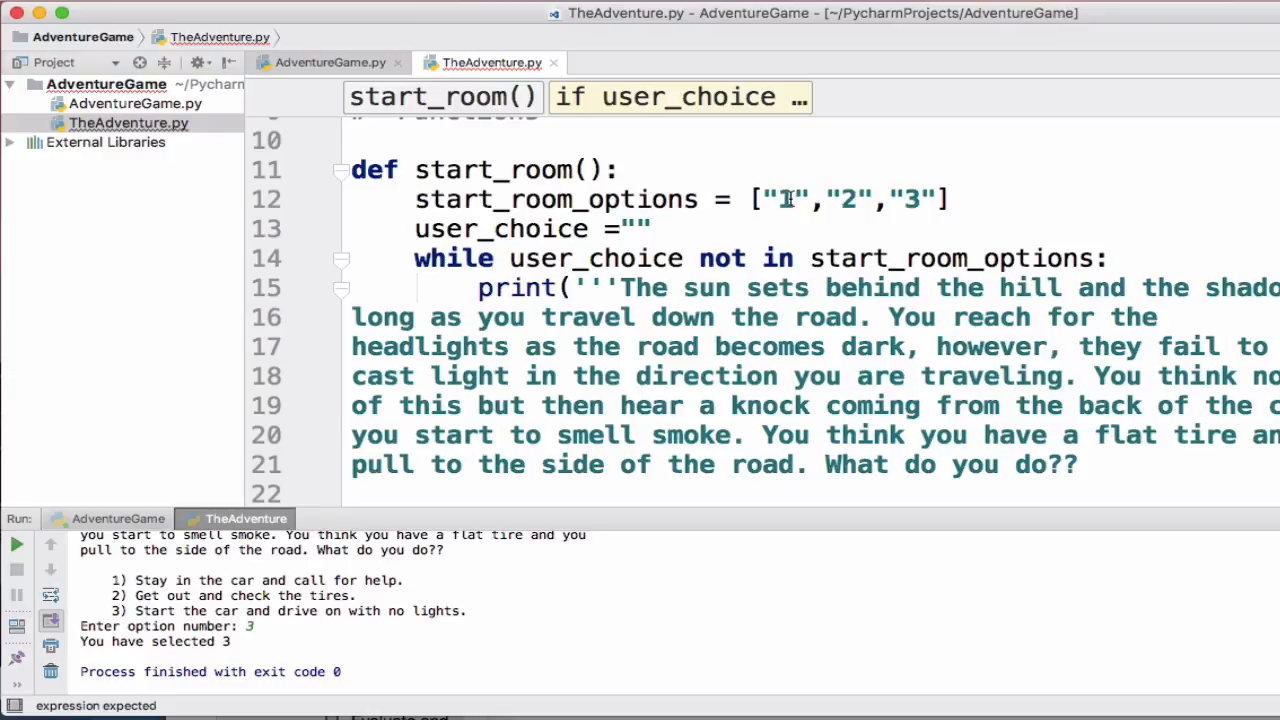 TheAdventure.py - AdventureGame - [~/PycharmProjects/AdventureGame]
AdventureGame TheAdventure.py
Project AdventureGame.py TheAdventure.py
AdventureGame ~/Pycharm
AdventureGame.py
TheAdventure.py
External Libraries
start_room() if user_choice ...
# Functions
10
11 def start_room():
12 start_room_options = ["1","2","3"]
13 user_choice =""
14 while user_choice not in start_room_options:
15 print('''The sun sets behind the hill and the shado
16 long as you travel down the road. You reach for the
17 headlights as the road becomes dark, however, they fail to
18 cast light in the direction you are traveling. You think no
19 of this but then hear a knock coming from the back of the c
20 you start to smell smoke. You think you have a flat tire an
21 pull to the side of the road. What do you do??
22
Run: AdventureGame TheAdventure
you start to smell smoke. You think you have a flat tire and you
pull to the side of the road. What do you do??
1) Stay in the car and call for help.
2) Get out and check the tires.
3) Start the car and drive on with no lights.
Enter option number: 3
You have selected 3
Process finished with exit code 0
expression expected